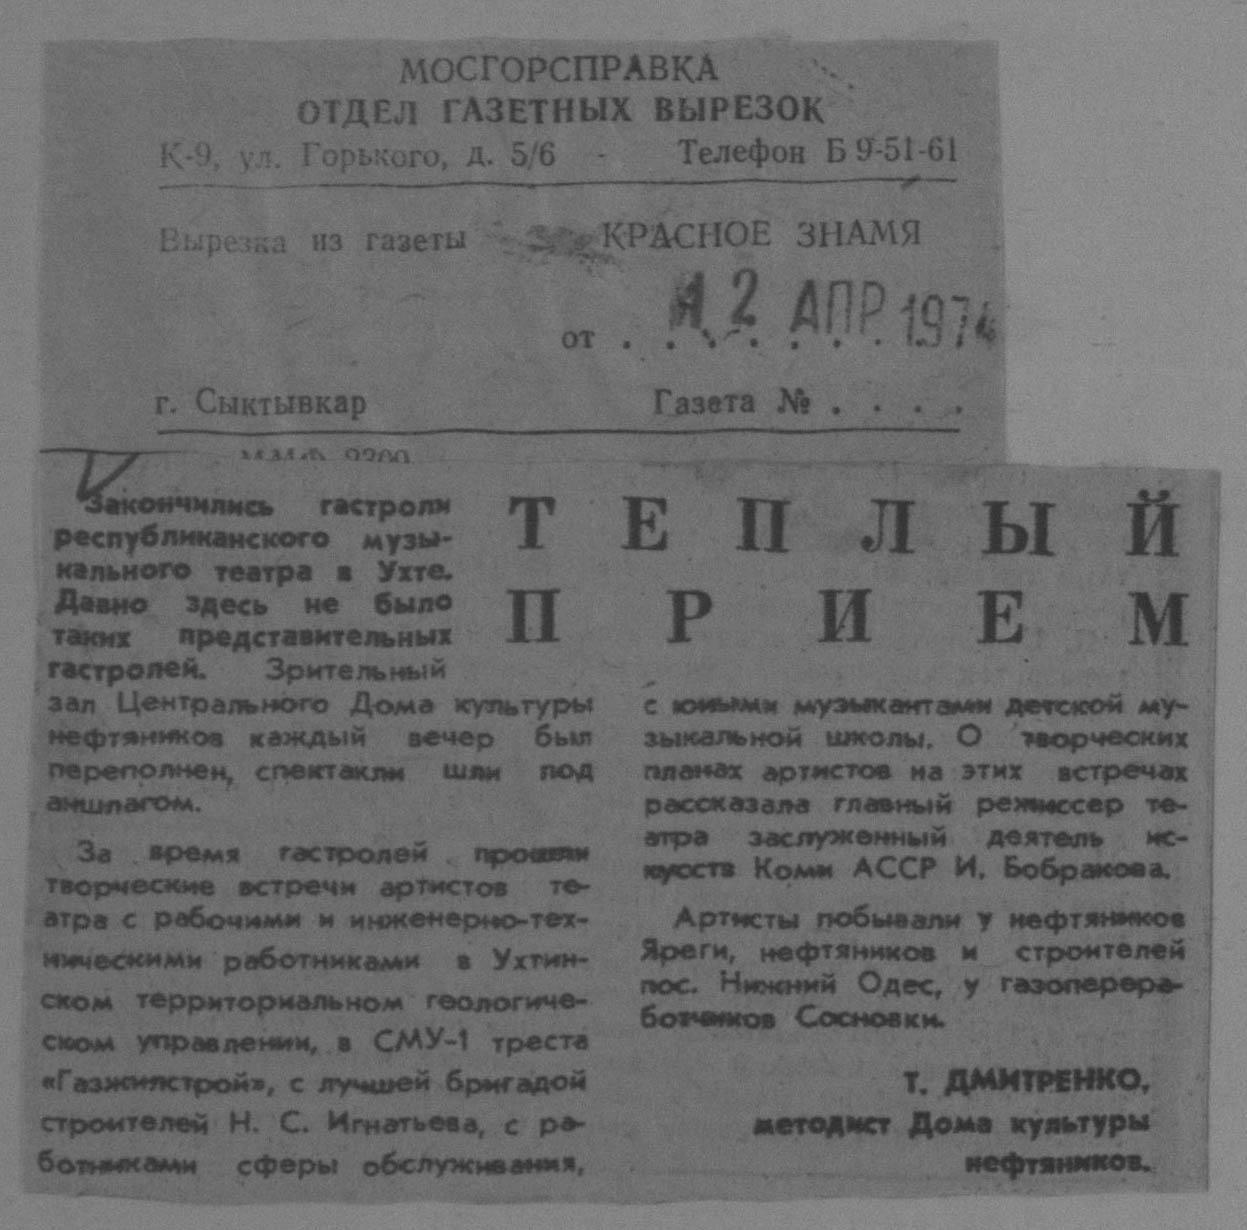 МОСГОРСПРАВКА
ОТДЕЛ ГАЗЕТНЫХ ВЫРЕЗОК
К-9, ул. Горького, д. 5/6 - Телефон Б 9-51-61
Вырезка из газеты КРАСНОЕ ЗНАМЯ
от . . . . . . . 12 АПР 1974
г. Сыктывкар Газета № . . . .
ТЕПЛЫЙ
ПРИЕМ
Закончились гастроли
республиканского музы-
кального театра в Ухте.
Давно здесь не было
таких представительных
гастролей. Зрительный
зал Центрального Дома культуры
нефтяников каждый вечер был
переполнен, спектакли шли под
аншлагом.
За время гастролей прошли
творческие встречи артистов те-
атра с рабочими и инженерно-тех-
ническими работниками в Ухтин-
ском территориальном геологиче-
ском управлении, в СМУ-1 треста
«Газжилстрой», с лучшей бригадой
строителей Н. С. Игнатьева, с ра-
ботниками сферы обслуживания,
с юными музыкантами детской му-
зыкальной школы. О творческих
планах артистов на этих встречах
рассказала главный режиссер те-
атра заслуженный деятель ис-
кусств Коми АССР И. Бобракова.
Артисты побывали у нефтяников
Яреги, нефтяников и строителей
пос. Нижний Одес, у газоперера-
ботчиков Сосновки.
Т. ДМИТРЕНКО,
методист Дома культуры
нефтяников.